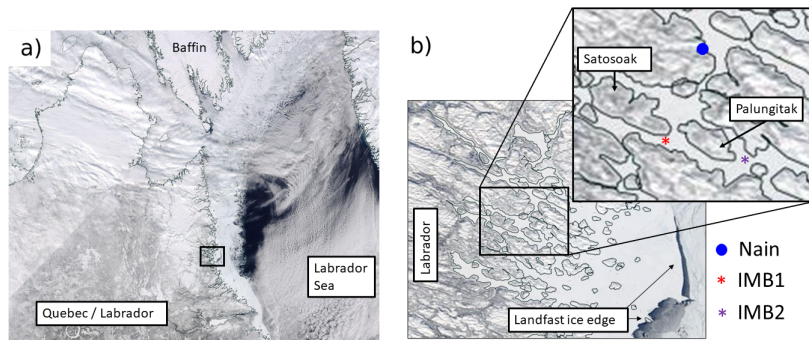 a)
Baffin
Labrador
Sea
Quebec / Labrador
b)
Satosoak
Palungitak
Labrador
Landfast ice edge
Nain
* IMB1
* IMB2